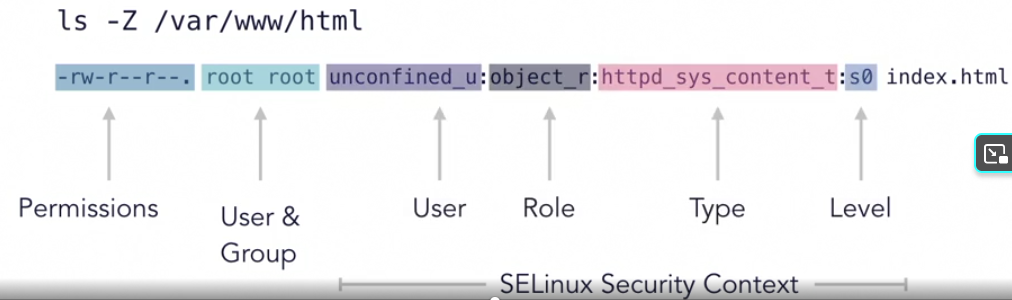 ls -Z /var/www/html
-rw-r--r--. root root unconfined_u:object_r:httpd_sys_content_t:s0 index.html
Permissions User & Group User Role Type Level
SELinux Security Context